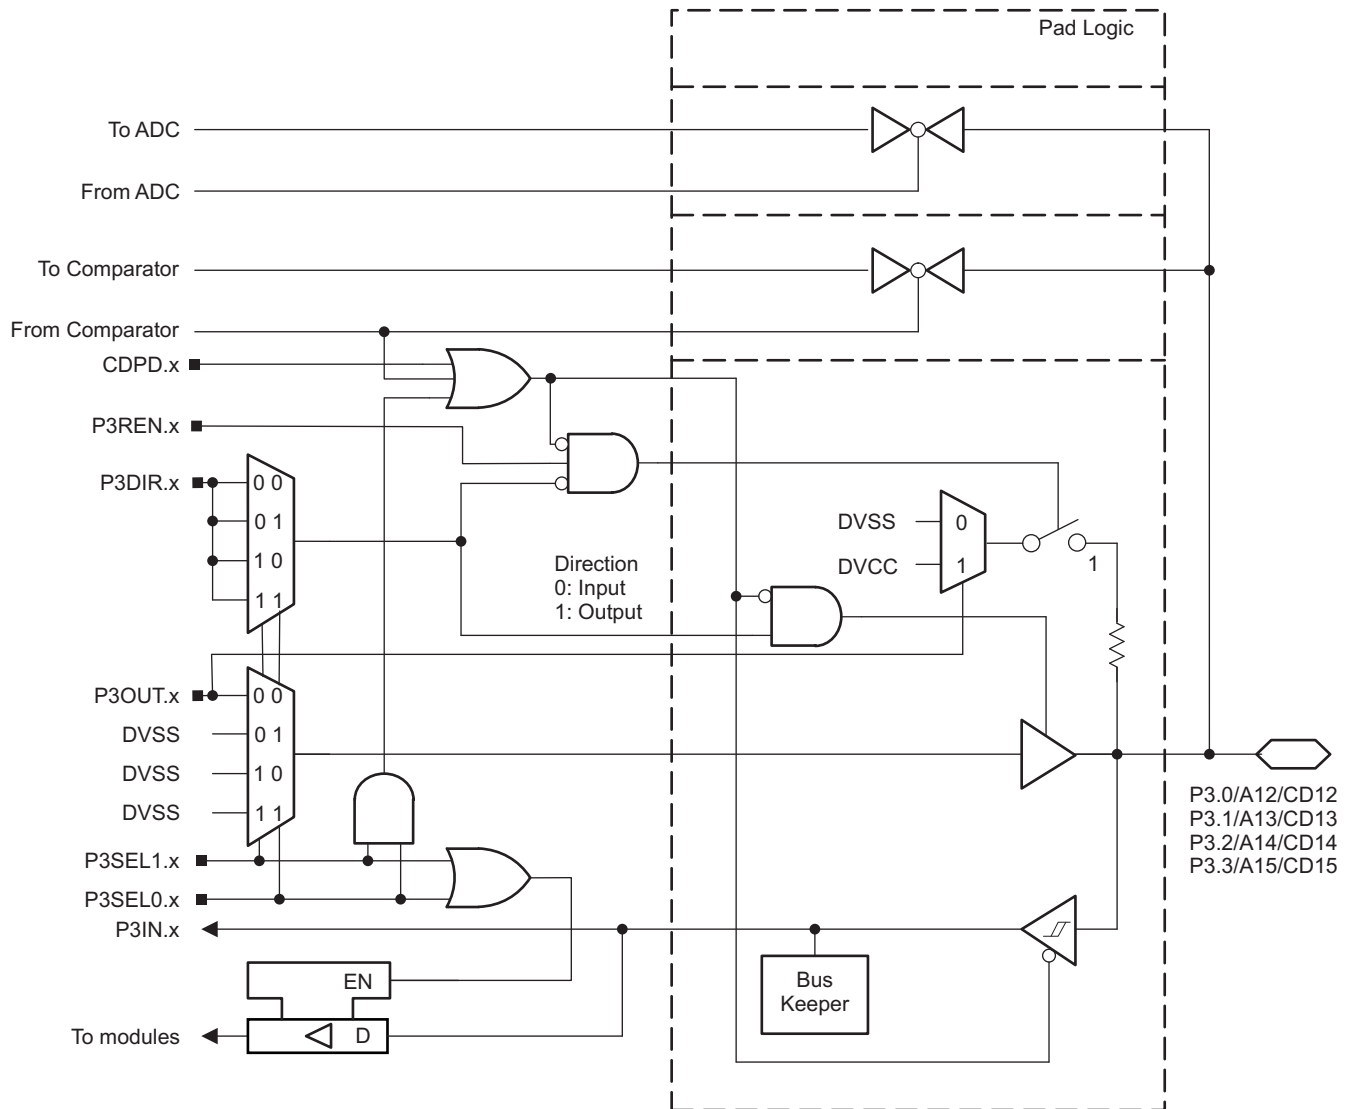 Pad Logic
To ADC
From ADC
To Comparator
From Comparator
CDPD.x
P3REN.x
P3DIR.x
0 0
0 1
1 0
1 1
Direction
0: Input
1: Output
DVSS
0
DVCC
1
1
P3OUT.x
0 0
DVSS
0 1
DVSS
1 0
DVSS
1 1
P3.0/A12/CD12
P3.1/A13/CD13
P3.2/A14/CD14
P3.3/A15/CD15
P3SEL1.x
P3SEL0.x
P3IN.x
Bus
Keeper
EN
To modules
D